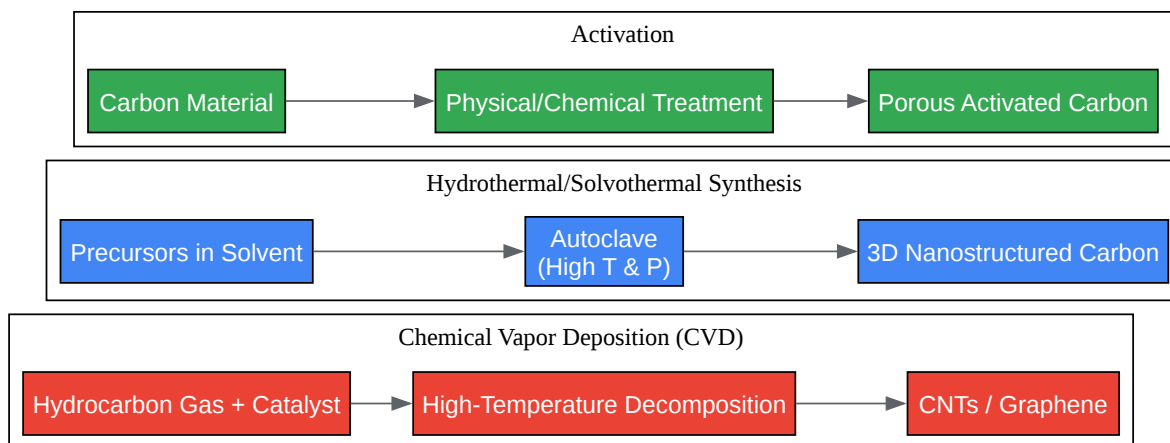 Activation
Carbon Material
Physical/Chemical Treatment
Porous Activated Carbon
Hydrothermal/Solvothermal Synthesis
Precursors in Solvent
Autoclave
(High T & P)
3D Nanostructured Carbon
Chemical Vapor Deposition (CVD)
Hydrocarbon Gas + Catalyst
High-Temperature Decomposition
CNTs / Graphene